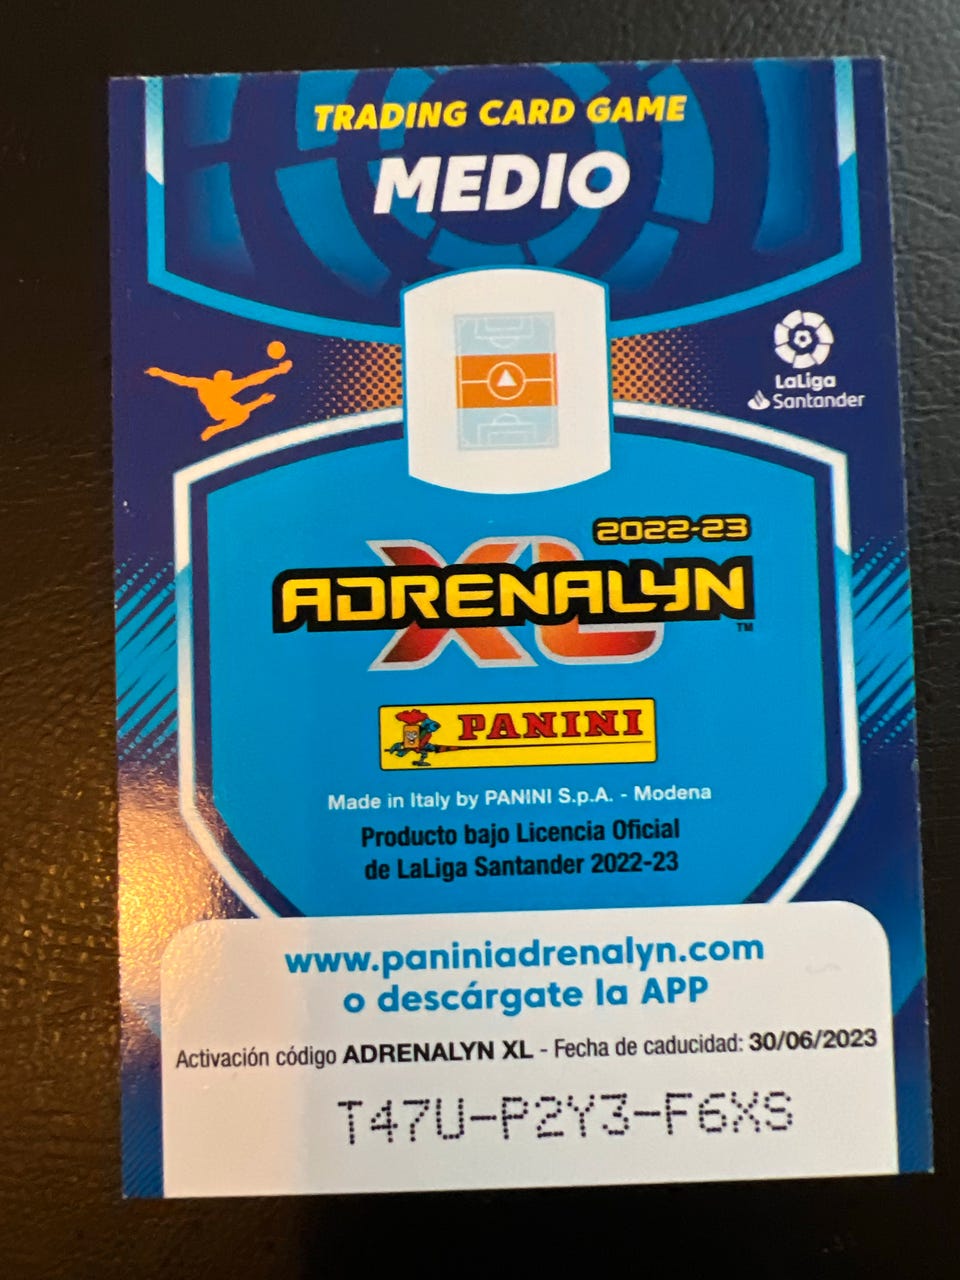 TRADING CARD GAME
MEDIO
LaLiga
Santander
2022-23
ADRENALYN
XL
TM
PANINI
Made in Italy by PANINI S.p.A. - Modena
Producto bajo Licencia Oficial
de LaLiga Santander 2022-23
www.paniniadrenalyn.com
o descárgate la APP
Activación código ADRENALYN XL - Fecha de caducidad: 30/06/2023
T47U-P2Y3-F6XS